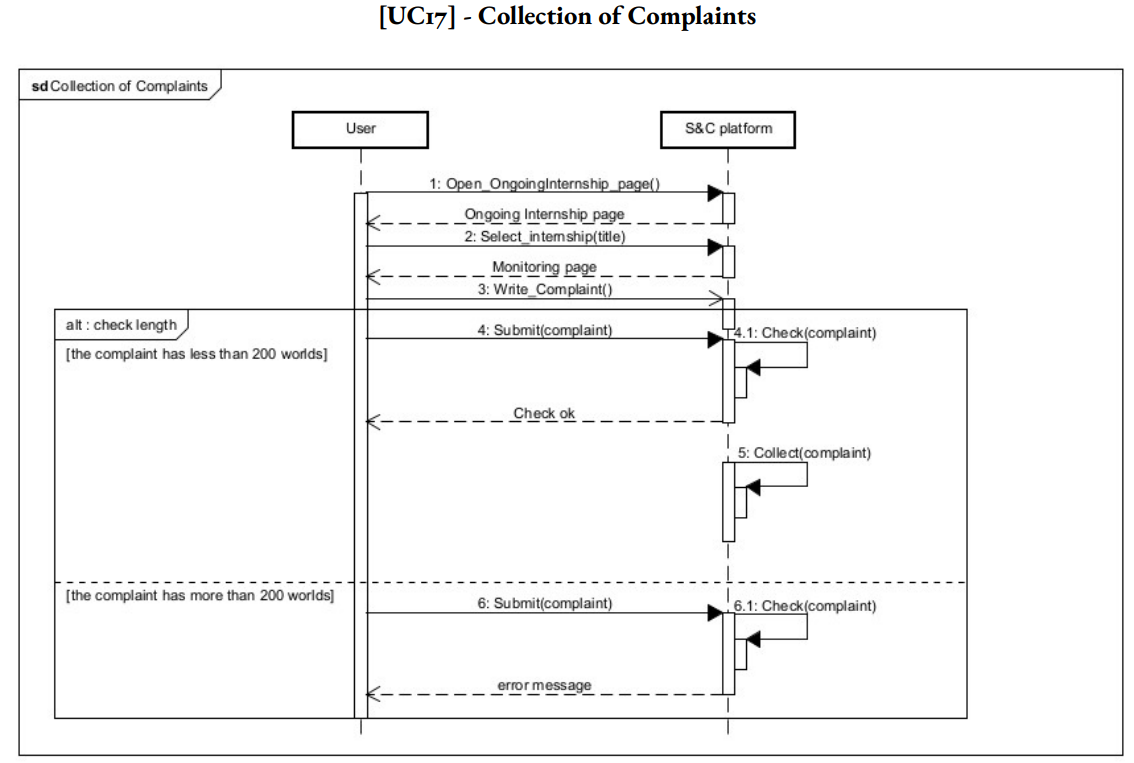 [UC17] - Collection of Complaints
sd Collection of Complaints
User
S&C platform
1: Open_OngoingInternship_page()
Ongoing Internship page
2: Select_internship(title)
Monitoring page
3: Write_Complaint()
alt : check length
4: Submit(complaint)
4.1: Check(complaint)
[the complaint has less than 200 worlds]
Check ok
5: Collect(complaint)
[the complaint has more than 200 worlds]
6: Submit(complaint)
6.1: Check(complaint)
error message